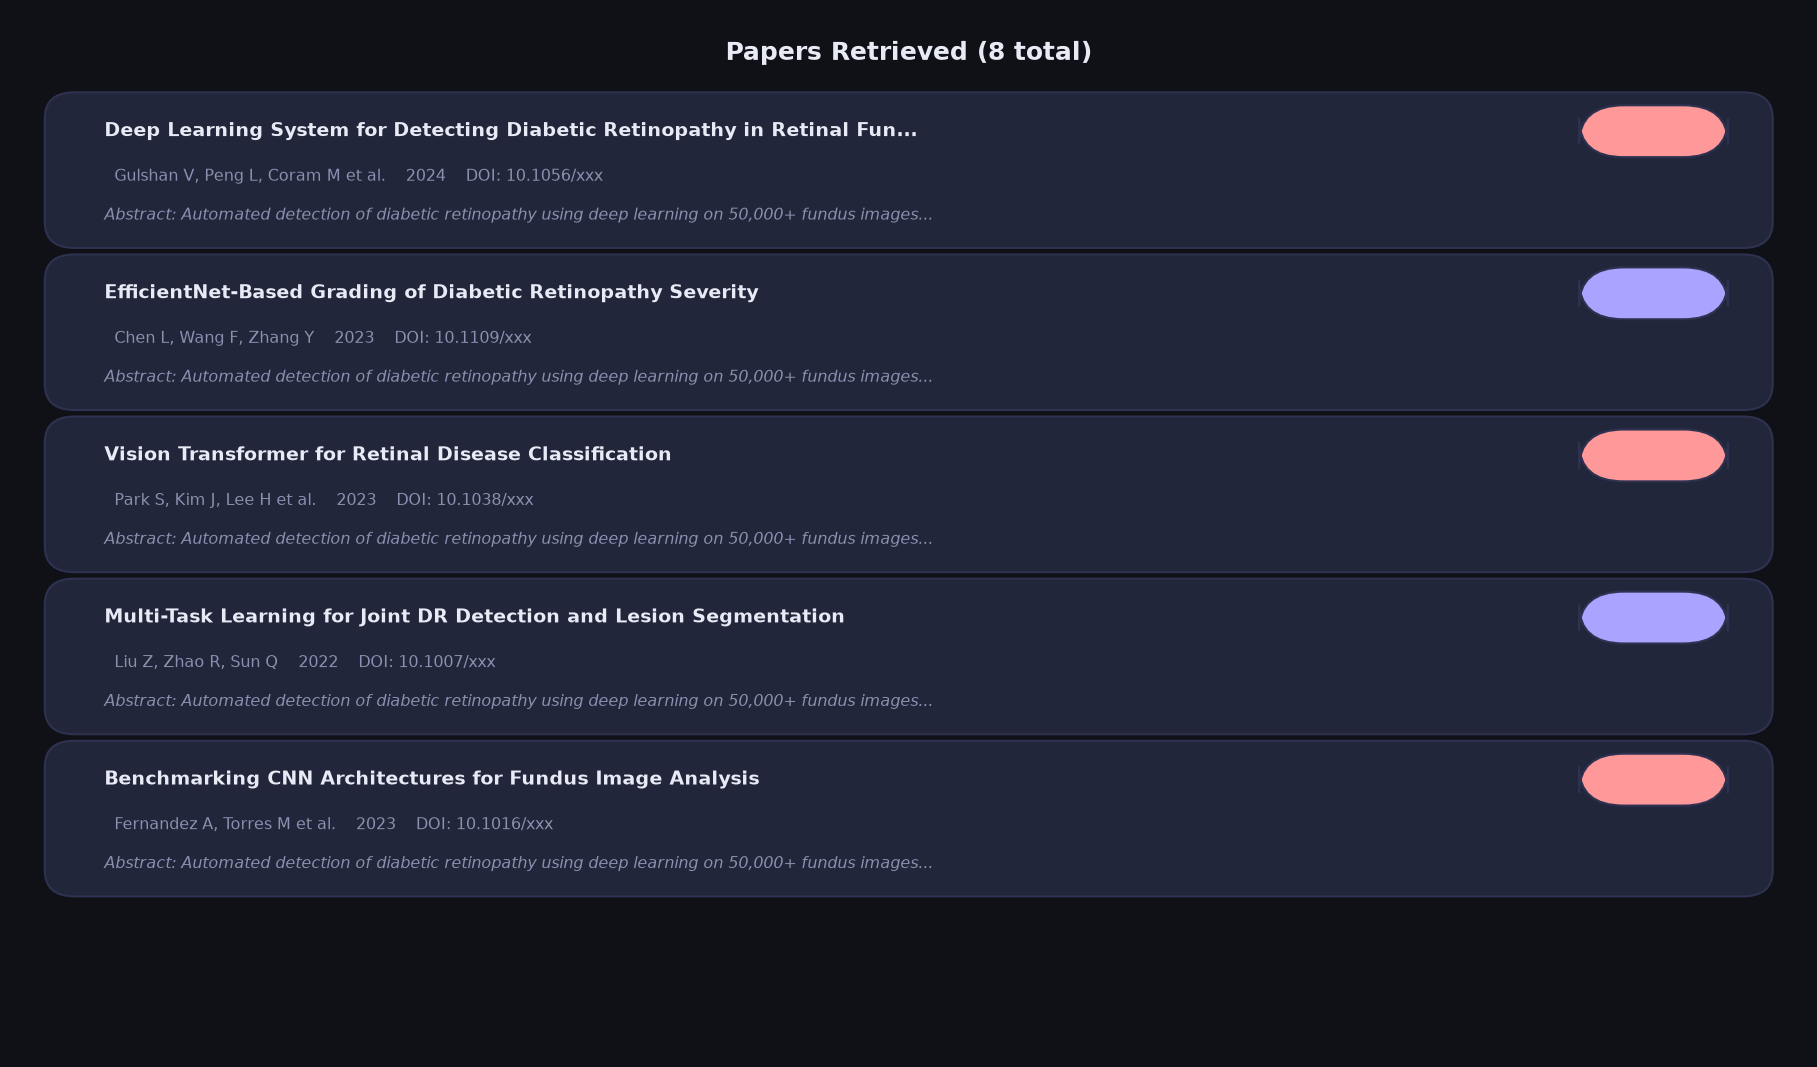 Papers Retrieved (8 total)
Deep Learning System for Detecting Diabetic Retinopathy in Retinal Fun...
Gulshan V, Peng L, Coram M et al. 2024 DOI: 10.1056/xxx
Abstract: Automated detection of diabetic retinopathy using deep learning on 50,000+ fundus images...
EfficientNet-Based Grading of Diabetic Retinopathy Severity
Chen L, Wang F, Zhang Y 2023 DOI: 10.1109/xxx
Abstract: Automated detection of diabetic retinopathy using deep learning on 50,000+ fundus images...
Vision Transformer for Retinal Disease Classification
Park S, Kim J, Lee H et al. 2023 DOI: 10.1038/xxx
Abstract: Automated detection of diabetic retinopathy using deep learning on 50,000+ fundus images...
Multi-Task Learning for Joint DR Detection and Lesion Segmentation
Liu Z, Zhao R, Sun Q 2022 DOI: 10.1007/xxx
Abstract: Automated detection of diabetic retinopathy using deep learning on 50,000+ fundus images...
Benchmarking CNN Architectures for Fundus Image Analysis
Fernandez A, Torres M et al. 2023 DOI: 10.1016/xxx
Abstract: Automated detection of diabetic retinopathy using deep learning on 50,000+ fundus images...